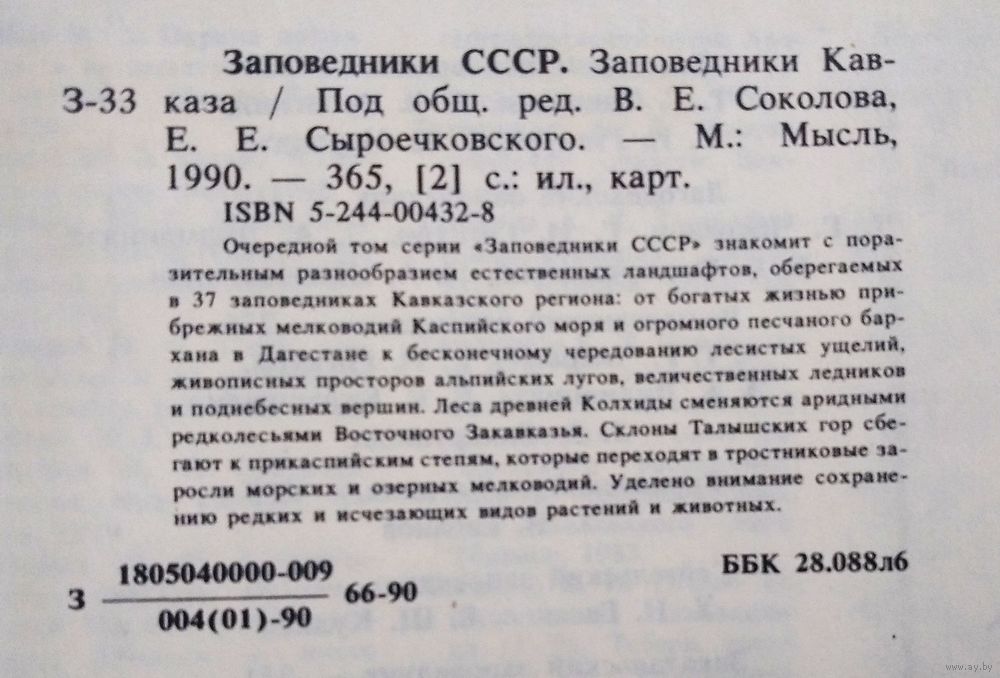 Заповедники СССР. Заповедники Кав-
З-33 каза / Под общ. ред. В. Е. Соколова,
Е. Е. Сыроечковского. — М.: Мысль,
1990. — 365, [2] с.: ил., карт.
ISBN 5-244-00432-8
Очередной том серии «Заповедники СССР» знакомит с пора-
зительным разнообразием естественных ландшафтов, оберегаемых
в 37 заповедниках Кавказского региона: от богатых жизнью при-
брежных мелководий Каспийского моря и огромного песчаного бар-
хана в Дагестане к бесконечному чередованию лесистых ущелий,
живописных просторов альпийских лугов, величественных ледников
и поднебесных вершин. Леса древней Колхиды сменяются аридными
редколесьями Восточного Закавказья. Склоны Талышских гор сбе-
гают к прикаспийским степям, которые переходят в тростниковые за-
росли морских и озерных мелководий. Уделено внимание сохране-
нию редких и исчезающих видов растений и животных.
З 1805040000-009 66-90
004(01)-90
ББК 28.088л6
www.ay.by